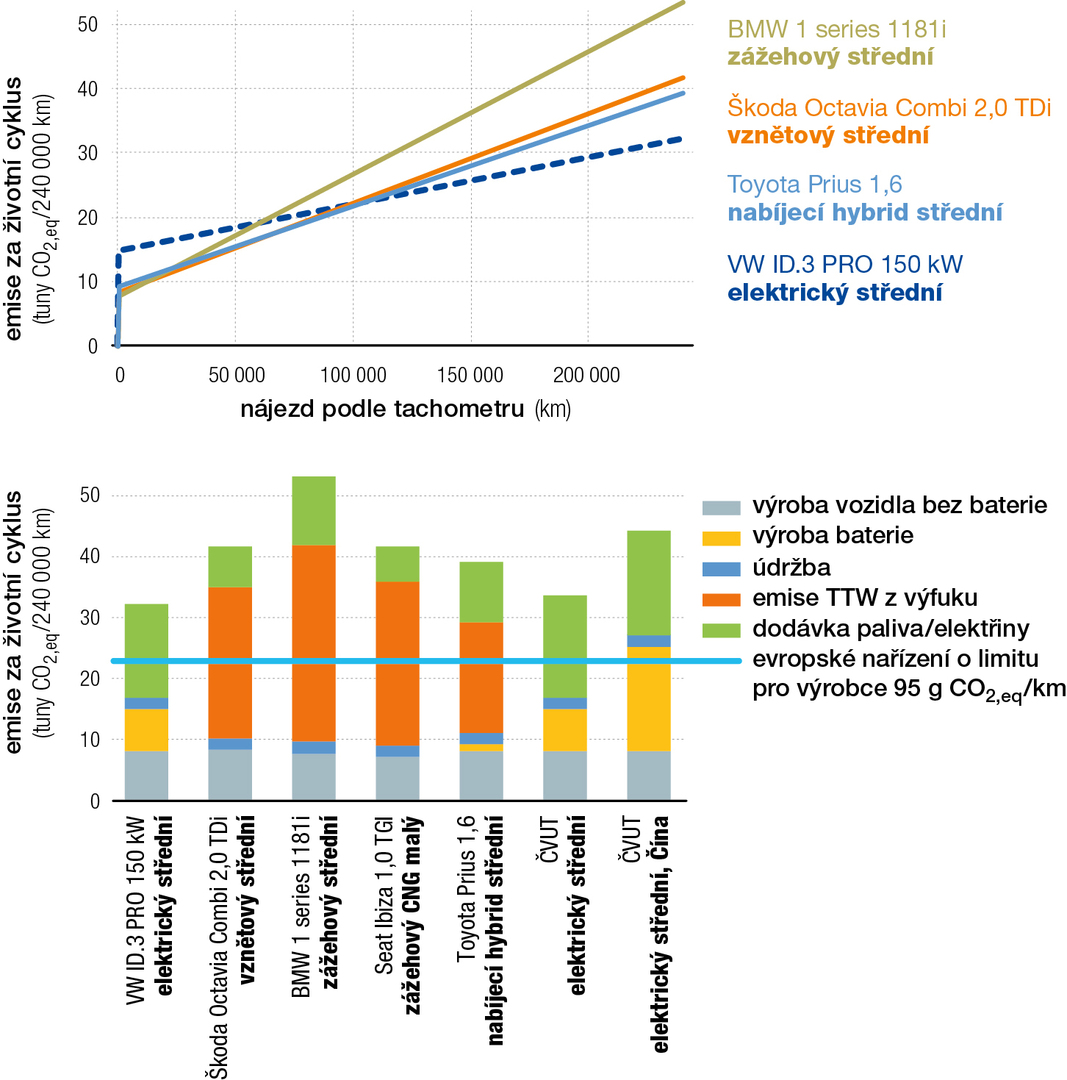 emise za životní cyklus
(tuny CO2,eq/240 000 km)
50
40
30
20
10
0
0
50 000
100 000
150 000
200 000
nájezd podle tachometru (km)
BMW 1 series 1181i
zážehový střední
Škoda Octavia Combi 2,0 TDi
vznětový střední
Toyota Prius 1,6
nabíjecí hybrid střední
VW ID.3 PRO 150 kW
elektrický střední
emise za životní cyklus
(tuny CO2,eq/240 000 km)
50
40
30
20
10
0
VW ID.3 PRO 150 kW
elektrický střední
Škoda Octavia Combi 2,0 TDi
vznětový střední
BMW 1 series 1181i
zážehový střední
Seat Ibiza 1,0 TGI
zážehový CNG malý
Toyota Prius 1,6
nabíjecí hybrid střední
ČVUT
elektrický střední
ČVUT
elektrický střední, Čína
výroba vozidla bez baterie
výroba baterie
údržba
emise TTW z výfuku
dodávka paliva/elektřiny
evropské nařízení o limitu
pro výrobce 95 g CO2,eq/km